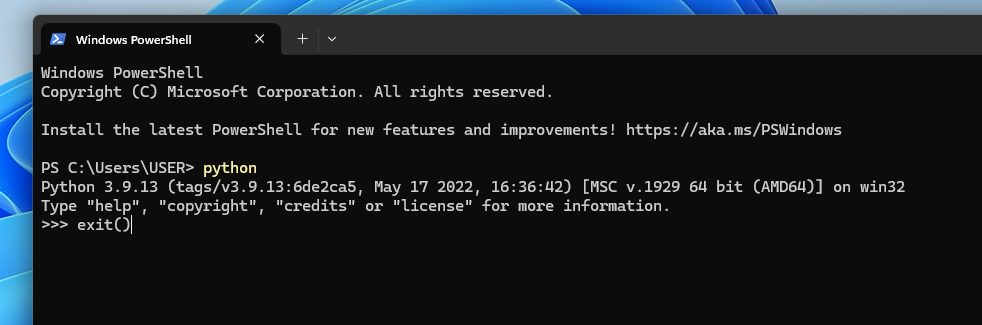 Windows PowerShell
Windows PowerShell
Copyright (C) Microsoft Corporation. All rights reserved.
Install the latest PowerShell for new features and improvements! https://aka.ms/PSWindows
PS C:\Users\USER> python
Python 3.9.13 (tags/v3.9.13:6de2ca5, May 17 2022, 16:36:42) [MSC v.1929 64 bit (AMD64)] on win32
Type "help", "copyright", "credits" or "license" for more information.
>>> exit()